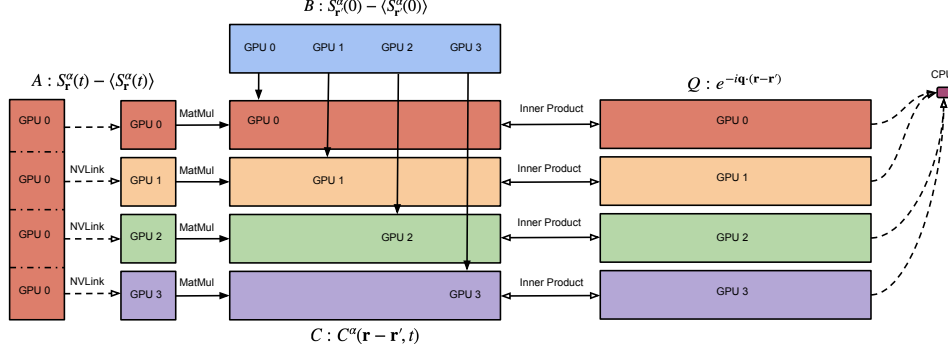 B : S_{r'}^α(0) − ⟨S_{r'}^α(0)⟩
GPU 0 GPU 1 GPU 2 GPU 3
A : S_r^α(t) − ⟨S_r^α(t)⟩
Q : e^{−iq·(r−r′)}
CPU
GPU 0 GPU 0 MatMul GPU 0 Inner Product GPU 0
GPU 0 NVLink GPU 1 MatMul GPU 1 Inner Product GPU 1
GPU 0 NVLink GPU 2 MatMul GPU 2 Inner Product GPU 2
GPU 0 NVLink GPU 3 MatMul GPU 3 Inner Product GPU 3
C : C^α(r − r′, t)